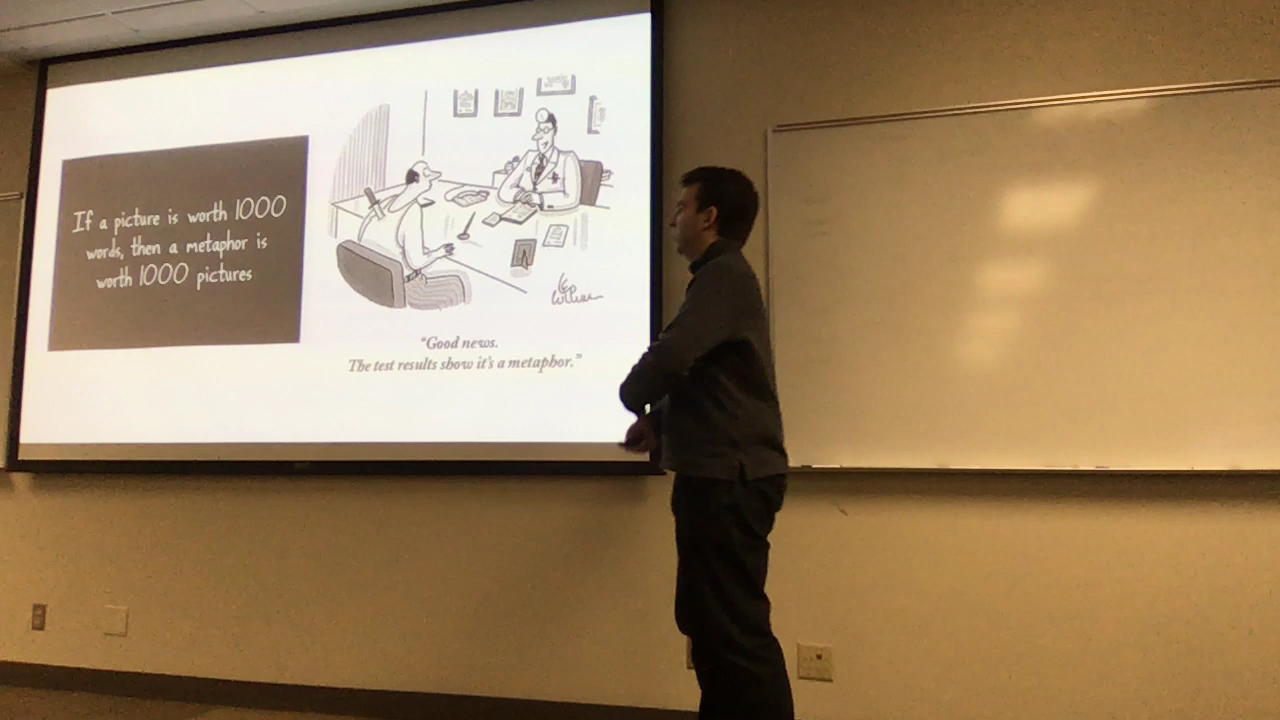 If a picture is worth 1000
words, then a metaphor is
worth 1000 pictures
"Good news.
The test results show it's a metaphor."